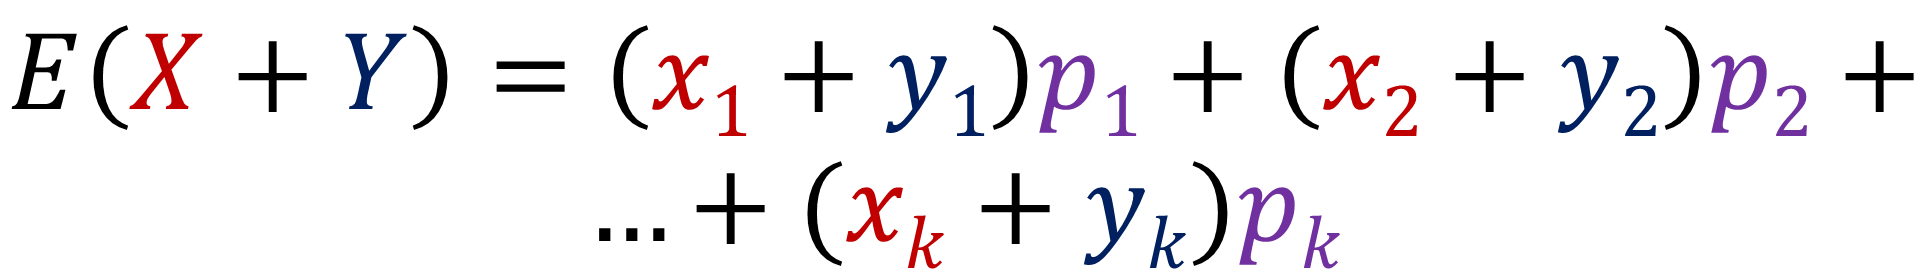 E(X + Y) = (x₁ + y₁)p₁ + (x₂ + y₂)p₂ +
… + (xₖ + yₖ)pₖ